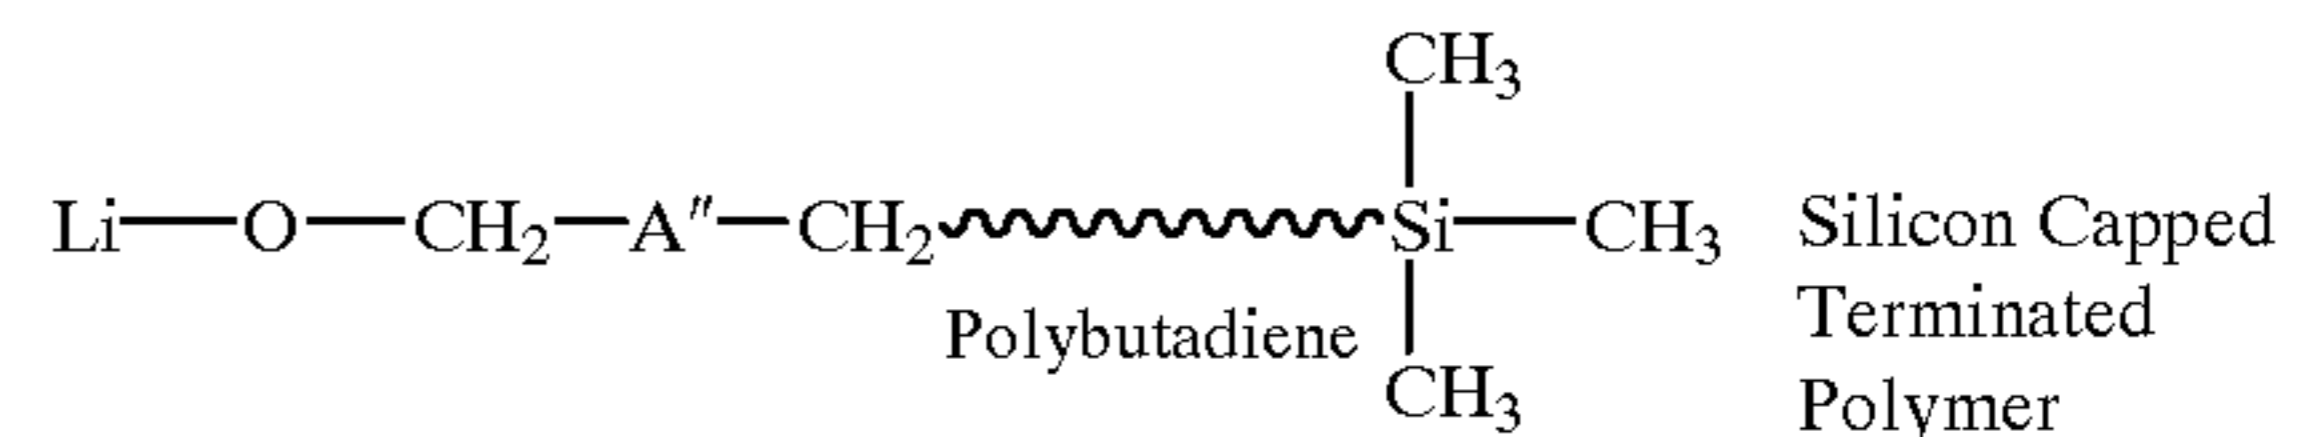 CH₃
Li—O—CH₂—A″—CH₂ Si—CH₃ Silicon Capped
Polybutadiene Terminated
CH₃ Polymer